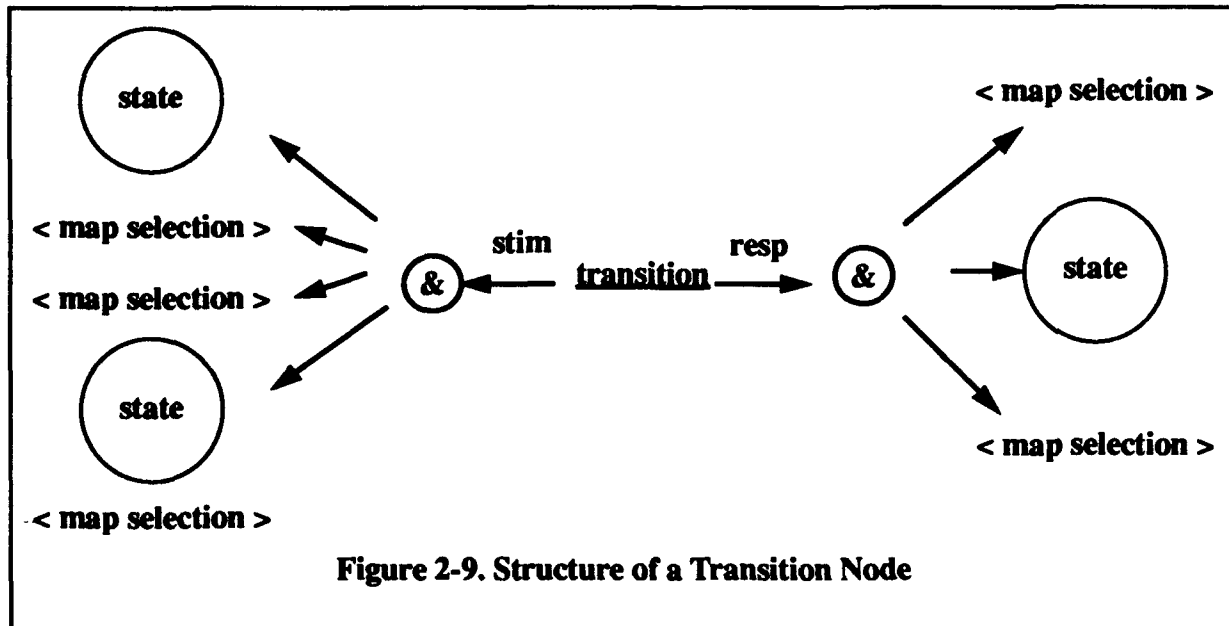 state
< map selection >
< map selection >
state
< map selection >
&
stim
transition
resp
&
< map selection >
state
< map selection >
Figure 2-9. Structure of a Transition Node